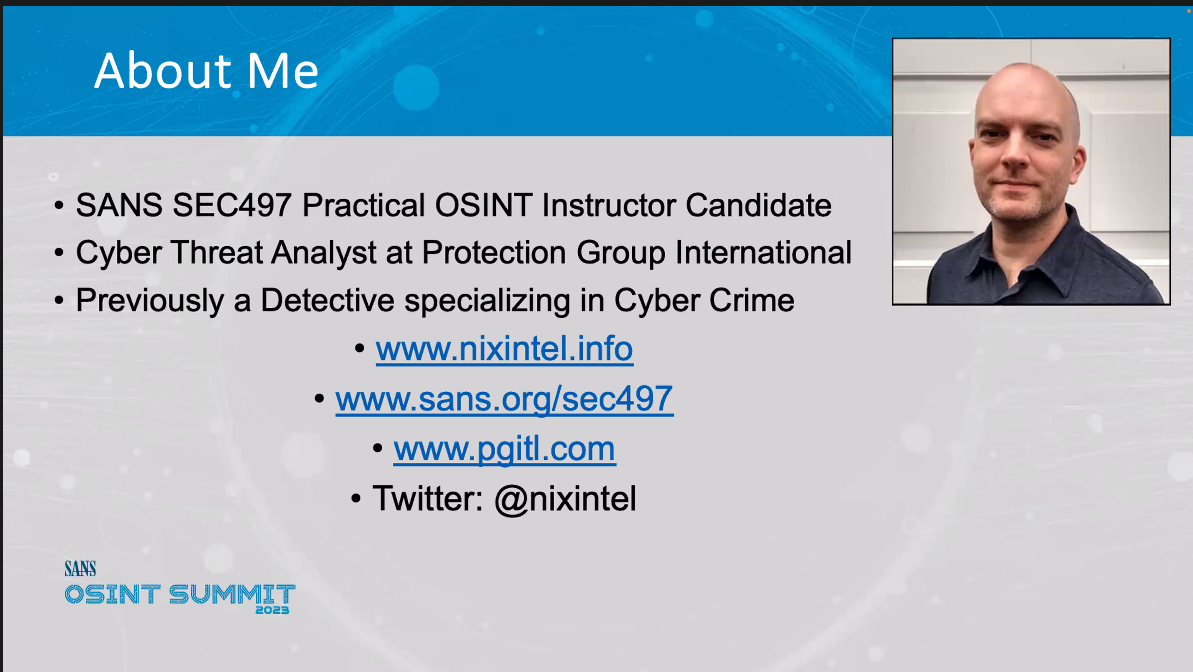 About Me
• SANS SEC497 Practical OSINT Instructor Candidate
• Cyber Threat Analyst at Protection Group International
• Previously a Detective specializing in Cyber Crime
• www.nixintel.info
• www.sans.org/sec497
• www.pgitl.com
• Twitter: @nixintel
SANS
OSINT SUMMIT
2023